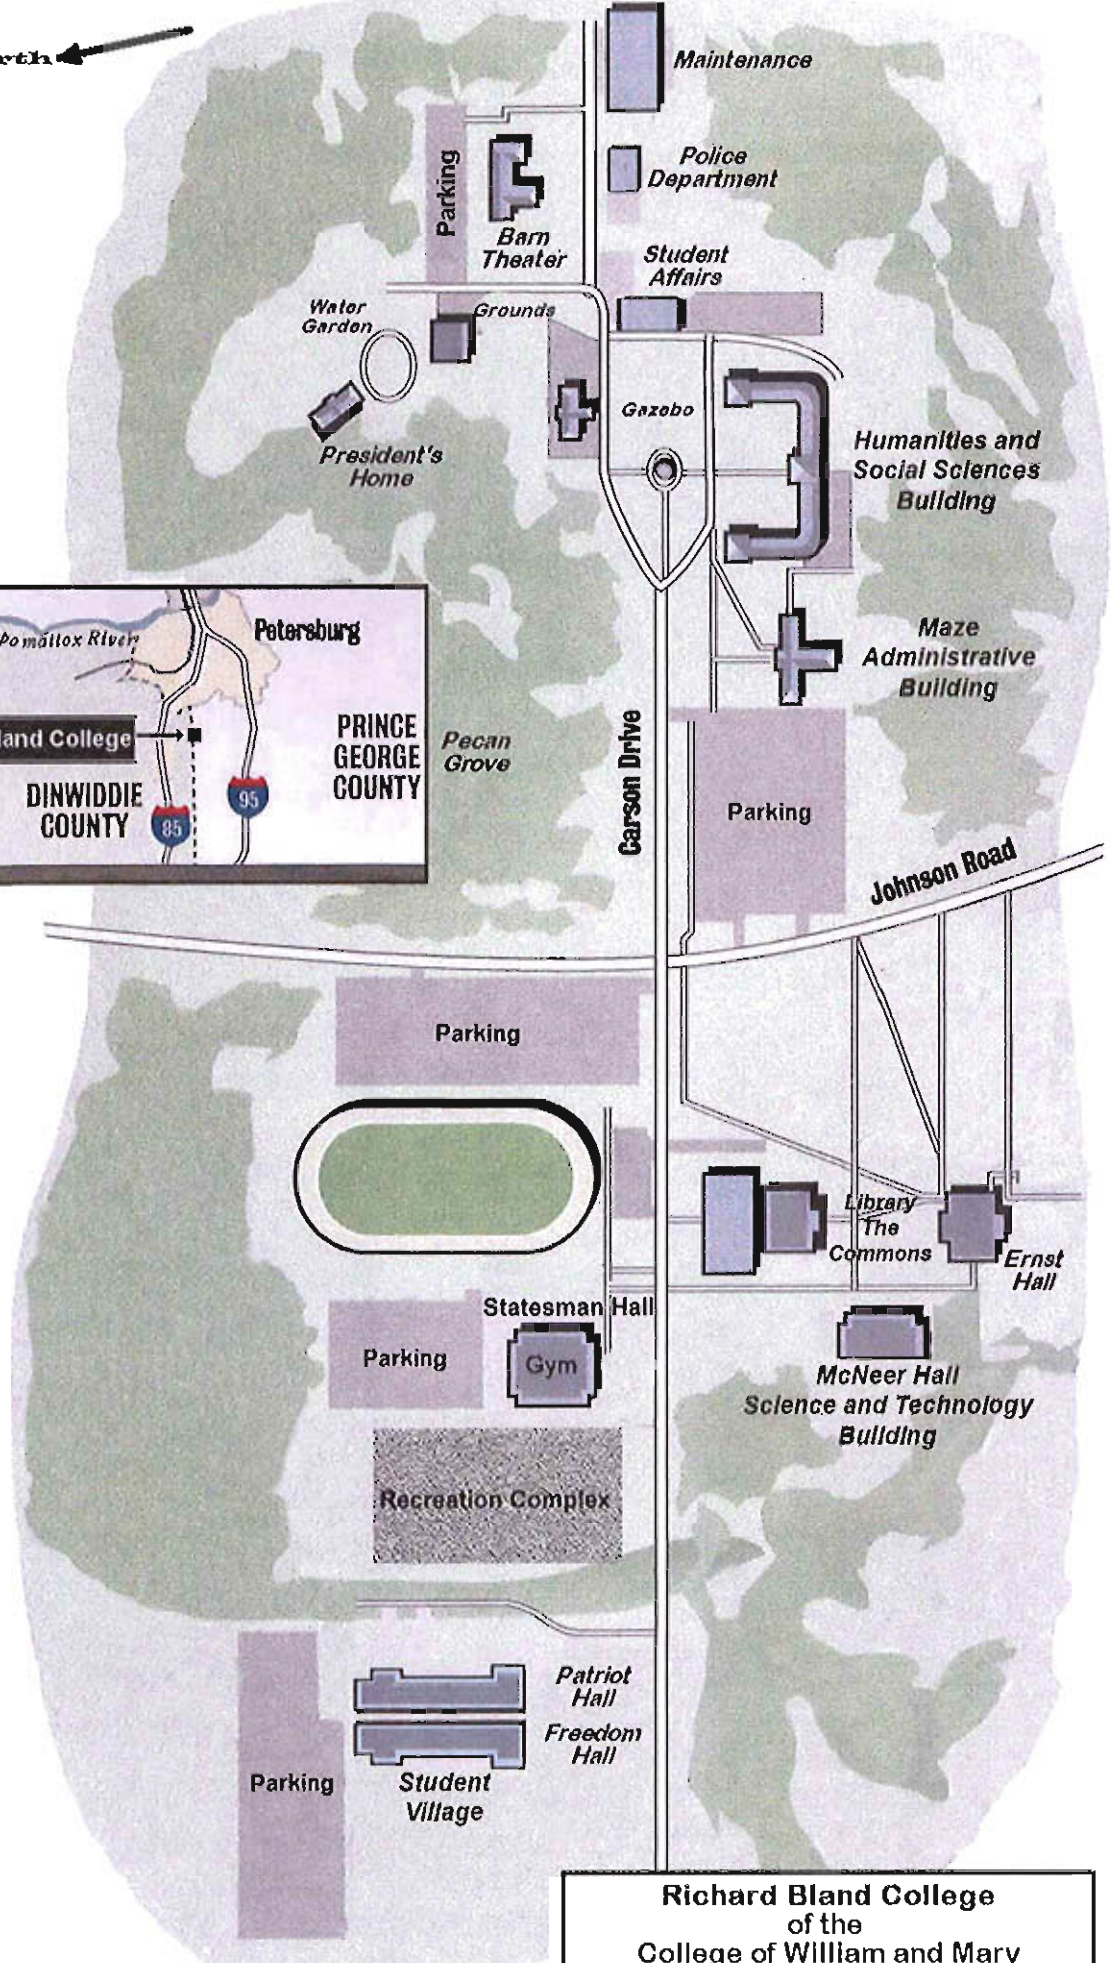 rth
Maintenance
Police
Department
Parking
Barn
Theater
Student
Affairs
Water
Garden
Grounds
Gazebo
President's
Home
Humanities and
Social Sciences
Building
Petersburg
pomattox River
land College
PRINCE
GEORGE
COUNTY
DINWIDDIE
COUNTY
85
95
Pecan
Grove
Maze
Administrative
Building
Carson Drive
Parking
Johnson Road
Parking
Library
The
Commons
Ernst
Hall
Statesman Hall
Parking
Gym
McNeer Hall
Science and Technology
Building
Recreation Complex
Patriot
Hall
Freedom
Hall
Parking
Student
Village
Richard Bland College
of the
College of William and Mary